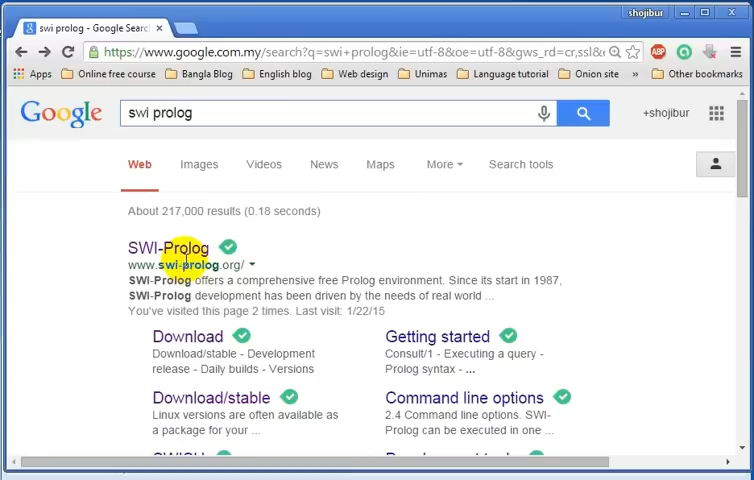 shojibur
swi prolog - Google Searc
https://www.google.com.my/search?q=swi+prolog&ie=utf-8&oe=utf-8&gws_rd=cr,ssl&
ABP
Apps Online free course Bangla Blog English blog Web design Unimas Language tutorial Onion site » Other bookmarks
Google swi prolog +shojibur
Web Images Videos News Maps More Search tools
About 217,000 results (0.18 seconds)
SWI-Prolog
www.swi-prolog.org/
SWI-Prolog offers a comprehensive free Prolog environment. Since its start in 1987,
SWI-Prolog development has been driven by the needs of real world ...
You've visited this page 2 times. Last visit: 1/22/15
Download
Download/stable - Development
release - Daily builds - Versions
Getting started
Consult/1 - Executing a query -
Prolog syntax - ...
Download/stable
Linux versions are often available as
a package for your ...
Command line options
2.4 Command line options. SWI-
Prolog can be executed in one ...